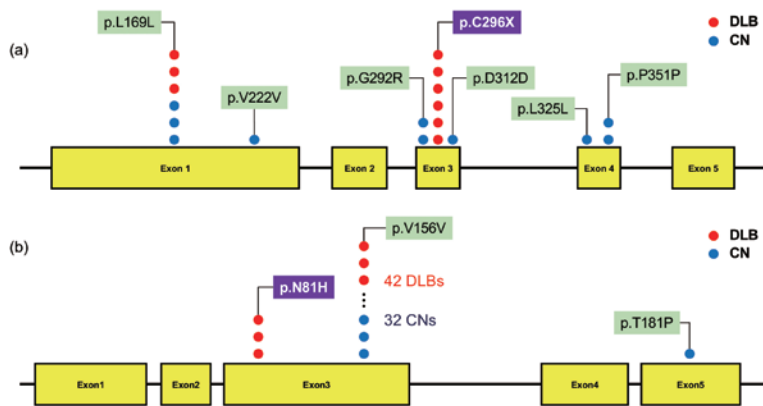 (a)
p.L169L
p.C296X
DLB
CN
p.V222V
p.G292R
p.D312D
p.P351P
p.L325L
Exon 1
Exon 2
Exon 3
Exon 4
Exon 5
(b)
p.V156V
DLB
CN
p.N81H
42 DLBs
32 CNs
p.T181P
Exon1
Exon2
Exon3
Exon4
Exon5